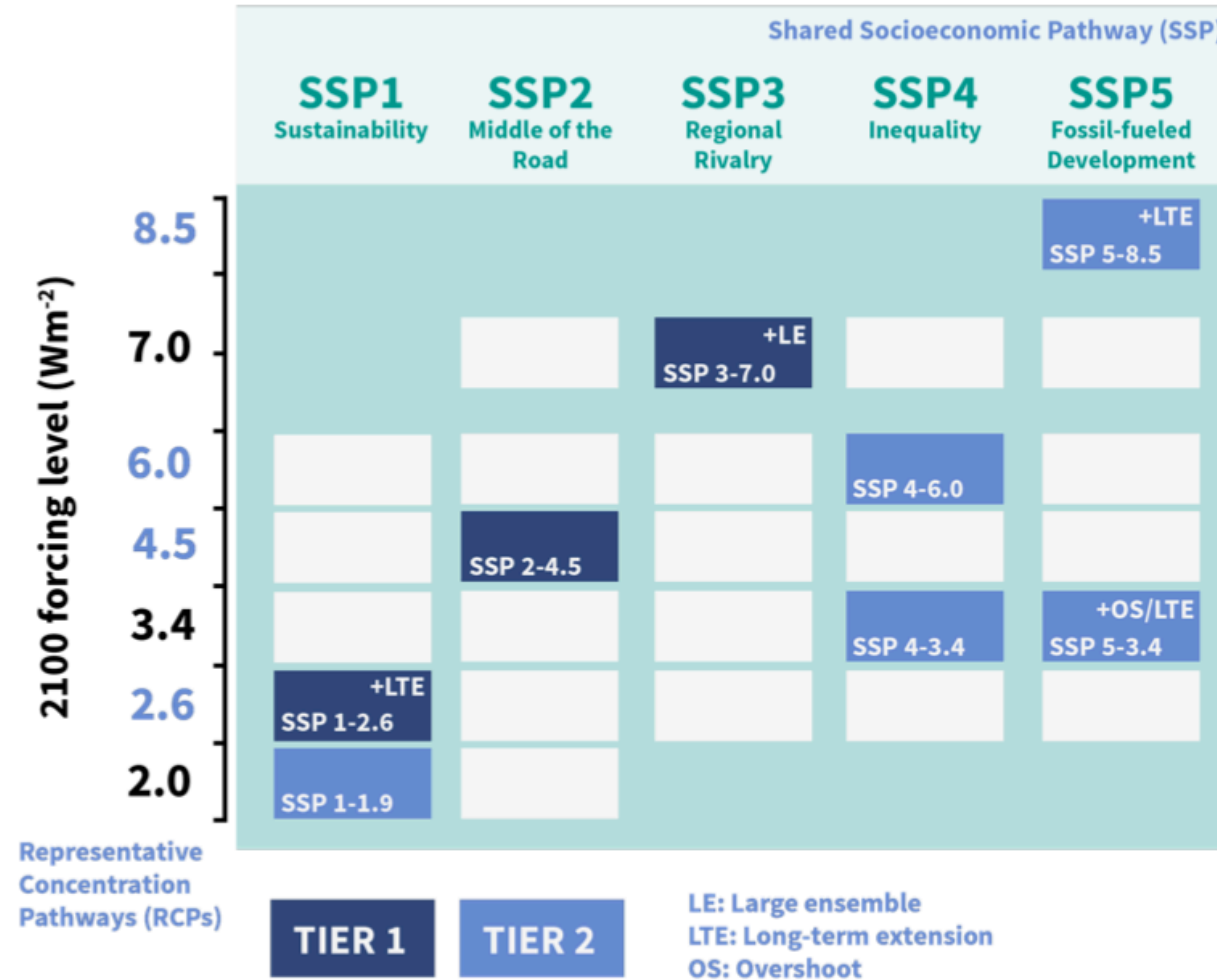 Shared Socioeconomic Pathway (SSP)
SSP1
Sustainability
SSP2
Middle of the
Road
SSP3
Regional
Rivalry
SSP4
Inequality
SSP5
Fossil-fueled
Development
2100 forcing level (Wm⁻²)
8.5
+LTE
SSP 5-8.5
7.0
+LE
SSP 3-7.0
6.0
SSP 4-6.0
4.5
SSP 2-4.5
3.4
SSP 4-3.4
+OS/LTE
SSP 5-3.4
2.6
+LTE
SSP 1-2.6
2.0
SSP 1-1.9
Representative
Concentration
Pathways (RCPs)
TIER 1
TIER 2
LE: Large ensemble
LTE: Long-term extension
OS: Overshoot